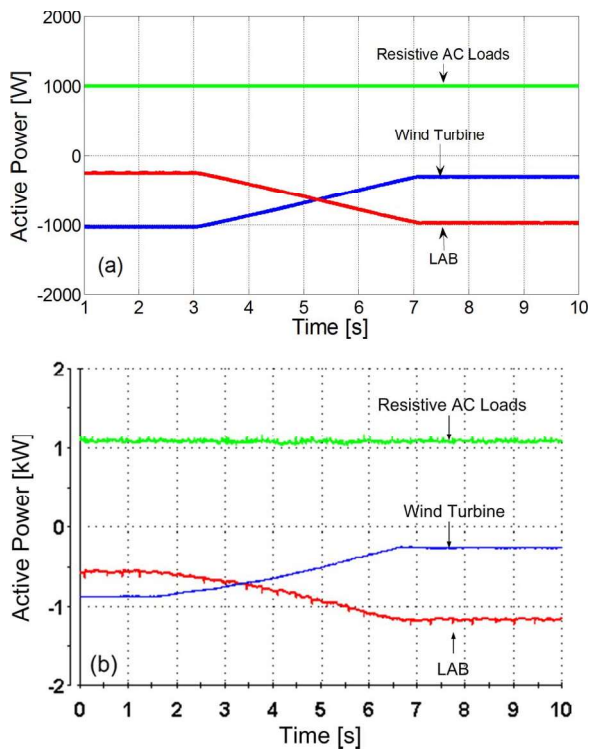 2000
Resistive AC Loads
1000
Wind Turbine
0
-1000
LAB
(a)
-2000
1 2 3 4 5 6 7 8 9 10
Time [s]
Active Power [W]
2
Resistive AC Loads
1
Wind Turbine
0
-1
LAB
(b)
-2
0 1 2 3 4 5 6 7 8 9 10
Time [s]
Active Power [kW]